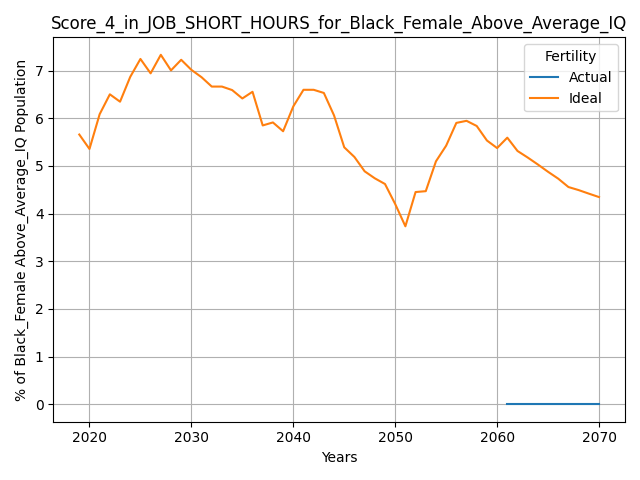 Score_4_in_JOB_SHORT_HOURS_for_Black_Female_Above_Average_IQ
Fertility
Actual
Ideal
% of Black_Female Above_Average_IQ Population
7
6
5
4
3
2
1
0
2020 2030 2040 2050 2060 2070
Years